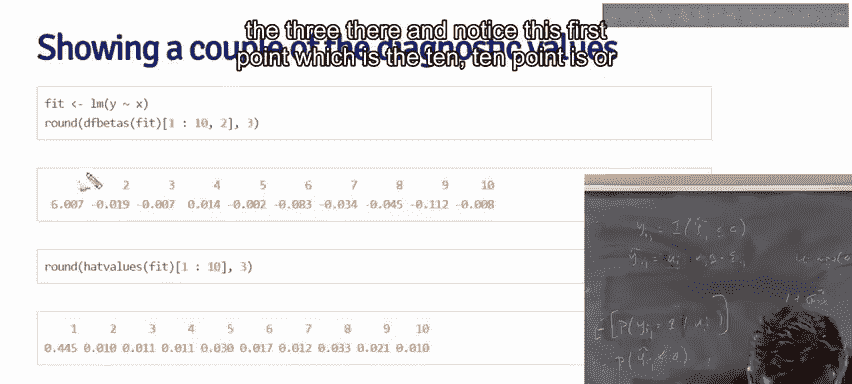 the three there and notice this first
point which is the ten, ten point is or
Showing a couple of the diagnostic values
fit <- lm(y ~ x)
round(dfbetas(fit)[1 : 10, 2], 3)
2 3 4 5 6 7 8 9 10
6.007 -0.019 -0.007 0.014 -0.002 -0.083 -0.034 -0.045 -0.112 -0.008
round(hatvalues(fit)[1 : 10], 3)
1 2 3 4 5 6 7 8 9 10
0.445 0.010 0.011 0.011 0.030 0.017 0.012 0.033 0.021 0.010